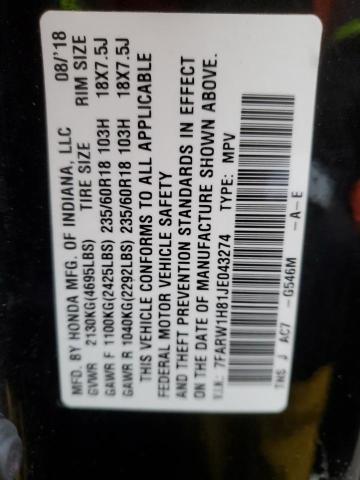 MFD. BY HONDA MFG. OF INDIANA, LLC 08/'18
GVWR 2130KG(4695LBS) TIRE SIZE RIM SIZE
GAWR F 1100KG(2425LBS) 235/60R18 103H 18X7.5J
GAWR R 1040KG(2292LBS) 235/60R18 103H 18X7.5J
THIS VEHICLE CONFORMS TO ALL APPLICABLE
FEDERAL MOTOR VEHICLE SAFETY
AND THEFT PREVENTION STANDARDS IN EFFECT
ON THE DATE OF MANUFACTURE SHOWN ABOVE.
V.I.N: 7FARW1H81JE043274 TYPE: MPV
TNS J AC7 G546M -A-E